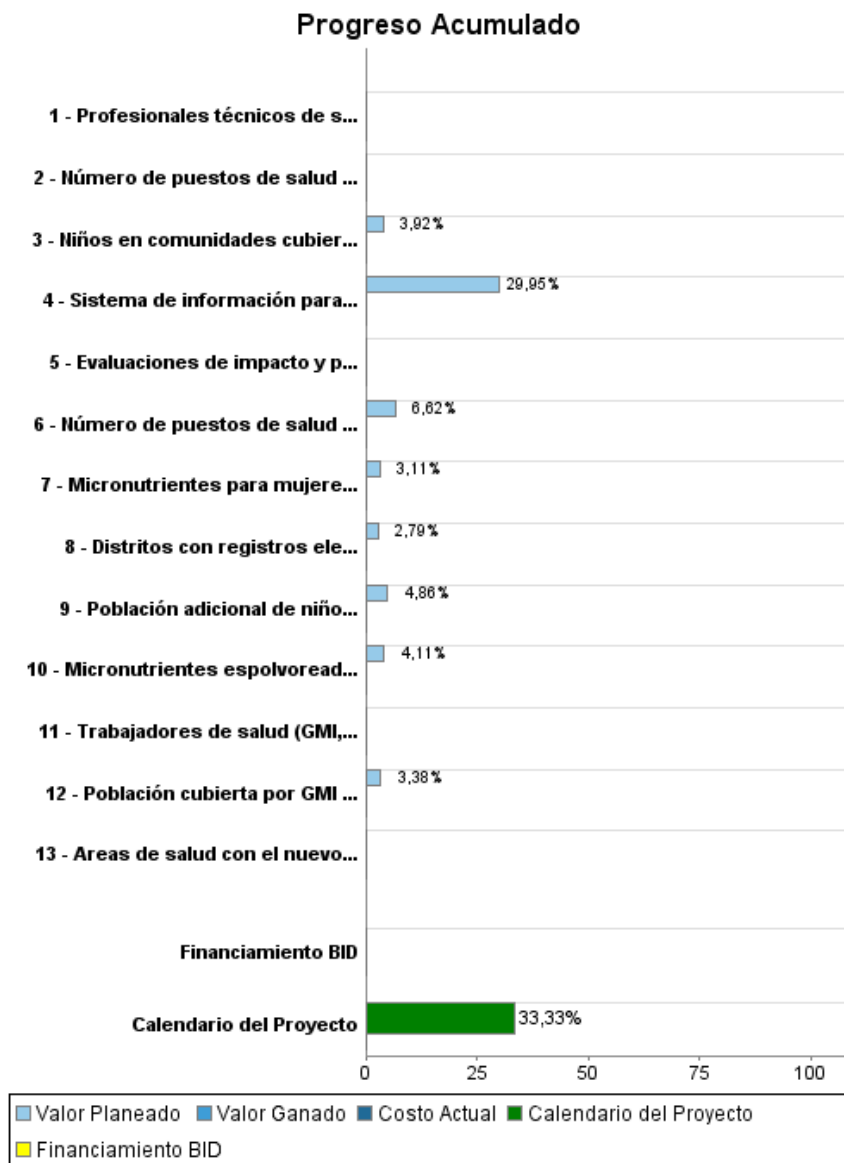 Progreso Acumulado
1 - Profesionales técnicos de s...
2 - Número de puestos de salud ...
3 - Niños en comunidades cubier...
3,92%
4 - Sistema de información para...
29,95%
5 - Evaluaciones de impacto y p...
6 - Número de puestos de salud ...
6,62%
7 - Micronutrientes para mujere...
3,11%
8 - Distritos con registros ele...
2,79%
9 - Población adicional de niño...
4,86%
10 - Micronutrientes espolvoread...
4,11%
11 - Trabajadores de salud (GMI,...
12 - Población cubierta por GMI ...
3,38%
13 - Areas de salud con el nuevo...
Financiamiento BID
Calendario del Proyecto
33,33%
0 25 50 75 100
Valor Planeado Valor Ganado Costo Actual Calendario del Proyecto
Financiamiento BID